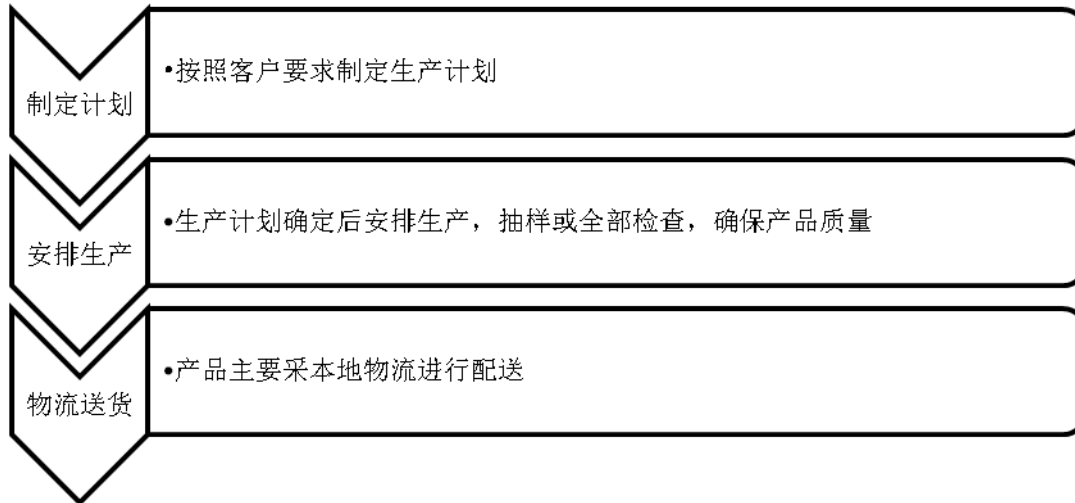 制定计划
•按照客户要求制定生产计划
安排生产
•生产计划确定后安排生产，抽样或全部检查，确保产品质量
物流送货
•产品主要采本地物流进行配送